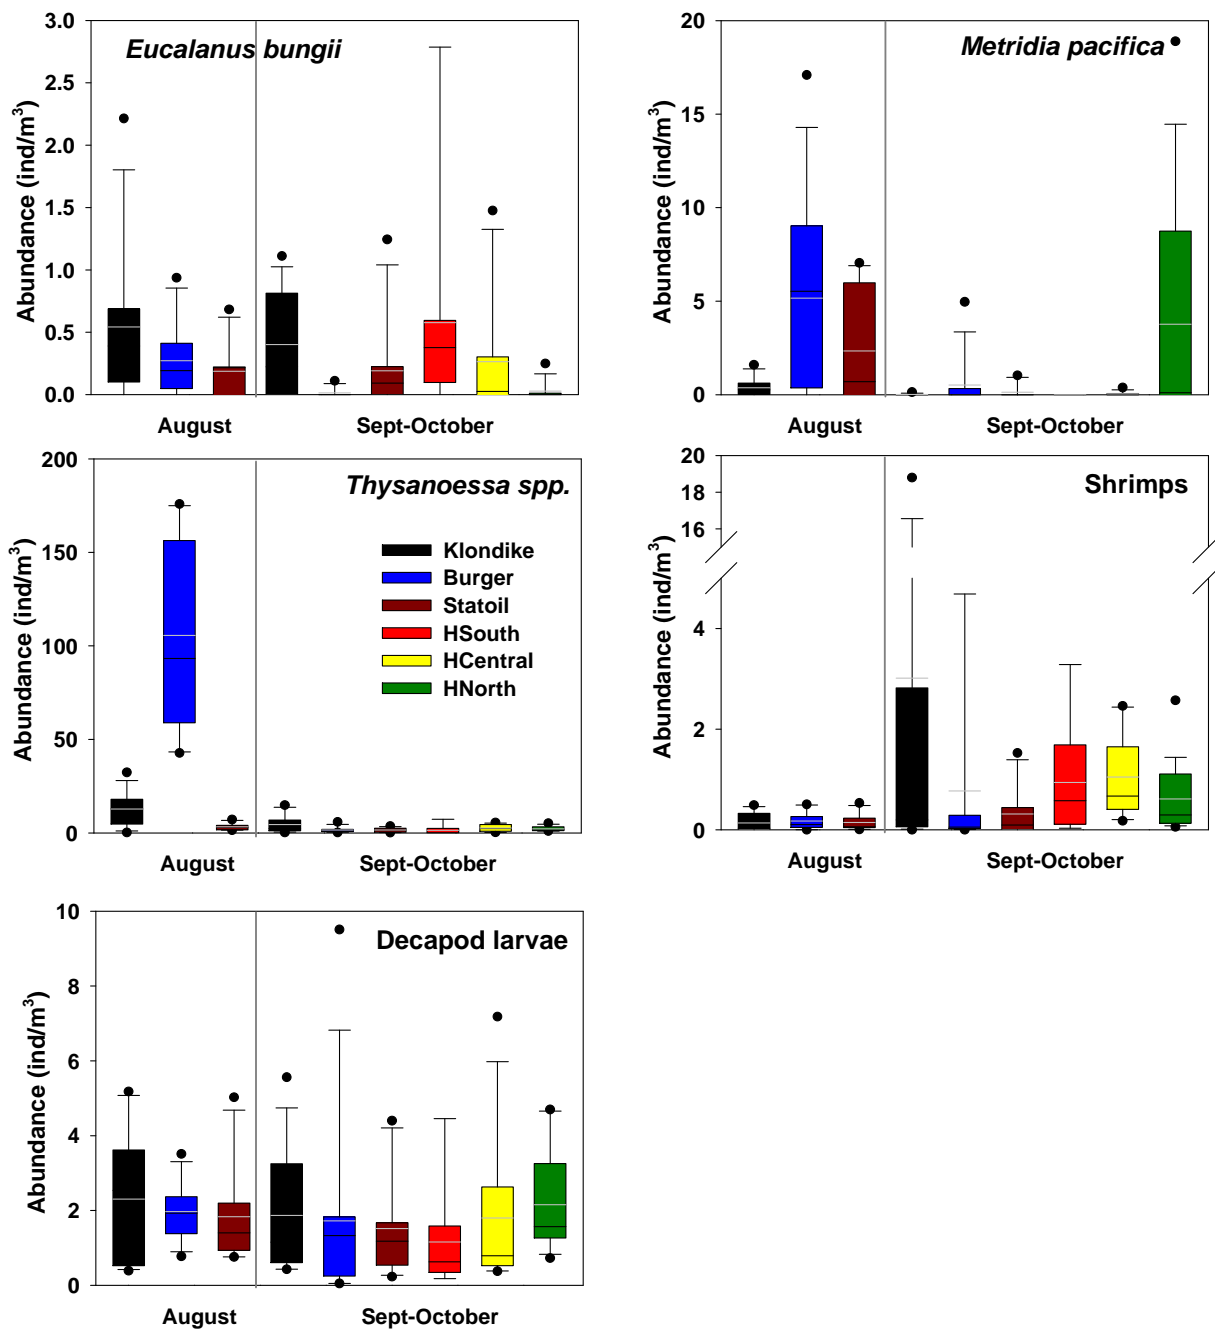 Eucalanus bungii
Abundance (ind/m³)
3.0
2.5
2.0
1.5
1.0
0.5
0.0
August
Sept-October
Metridia pacifica
Abundance (ind/m³)
20
15
10
5
0
August
Sept-October
Thysanoessa spp.
Abundance (ind/m³)
200
150
100
50
0
Klondike
Burger
Statoil
HSouth
HCentral
HNorth
August
Sept-October
Shrimps
Abundance (ind/m³)
20
19
18
17
16
4
2
0
August
Sept-October
Decapod larvae
Abundance (ind/m³)
10
8
6
4
2
0
August
Sept-October